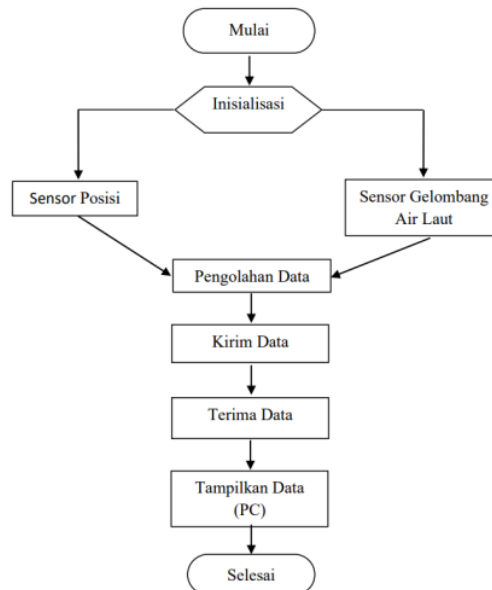 Mulai
Inisialisasi
Sensor Posisi
Sensor Gelombang
Air Laut
Pengolahan Data
Kirim Data
Terima Data
Tampilkan Data
(PC)
Selesai